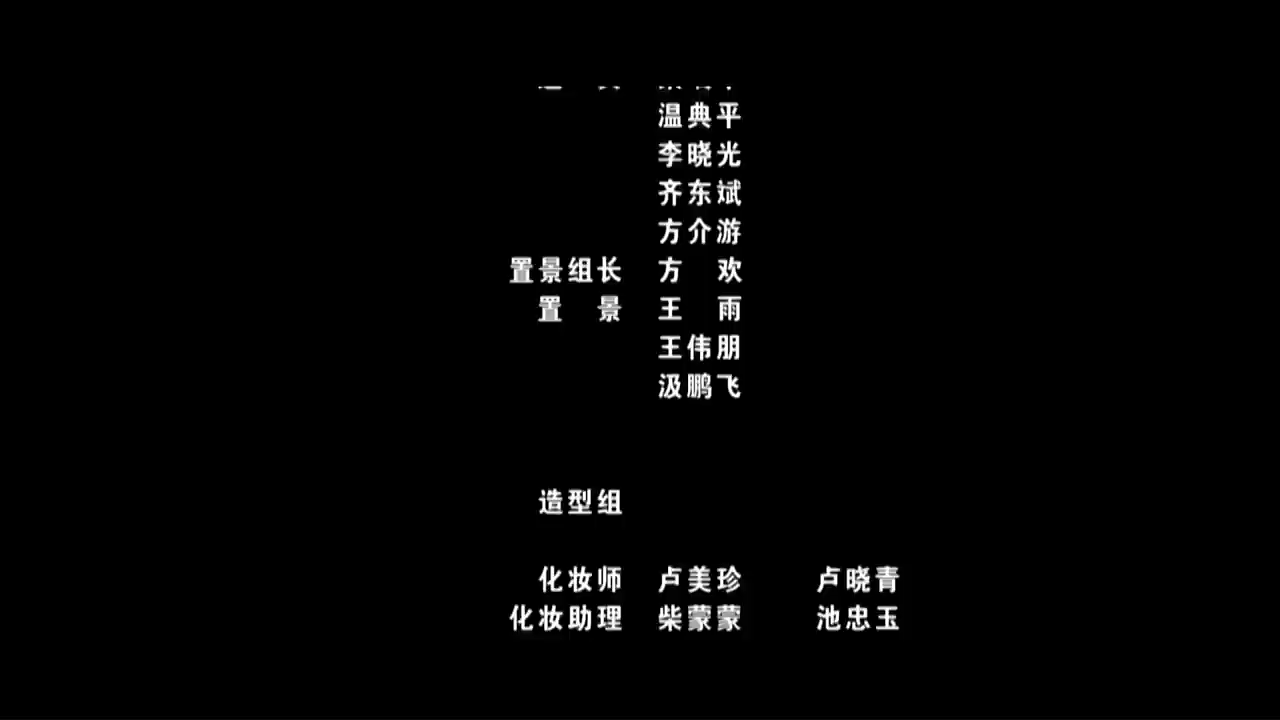 温典平
李晓光
齐东斌
方介游
置景组长 方 欢
置 景 王 雨
王伟朋
汲鹏飞
造型组
化妆师 卢美珍 卢晓青
化妆助理 柴蒙蒙 池忠玉